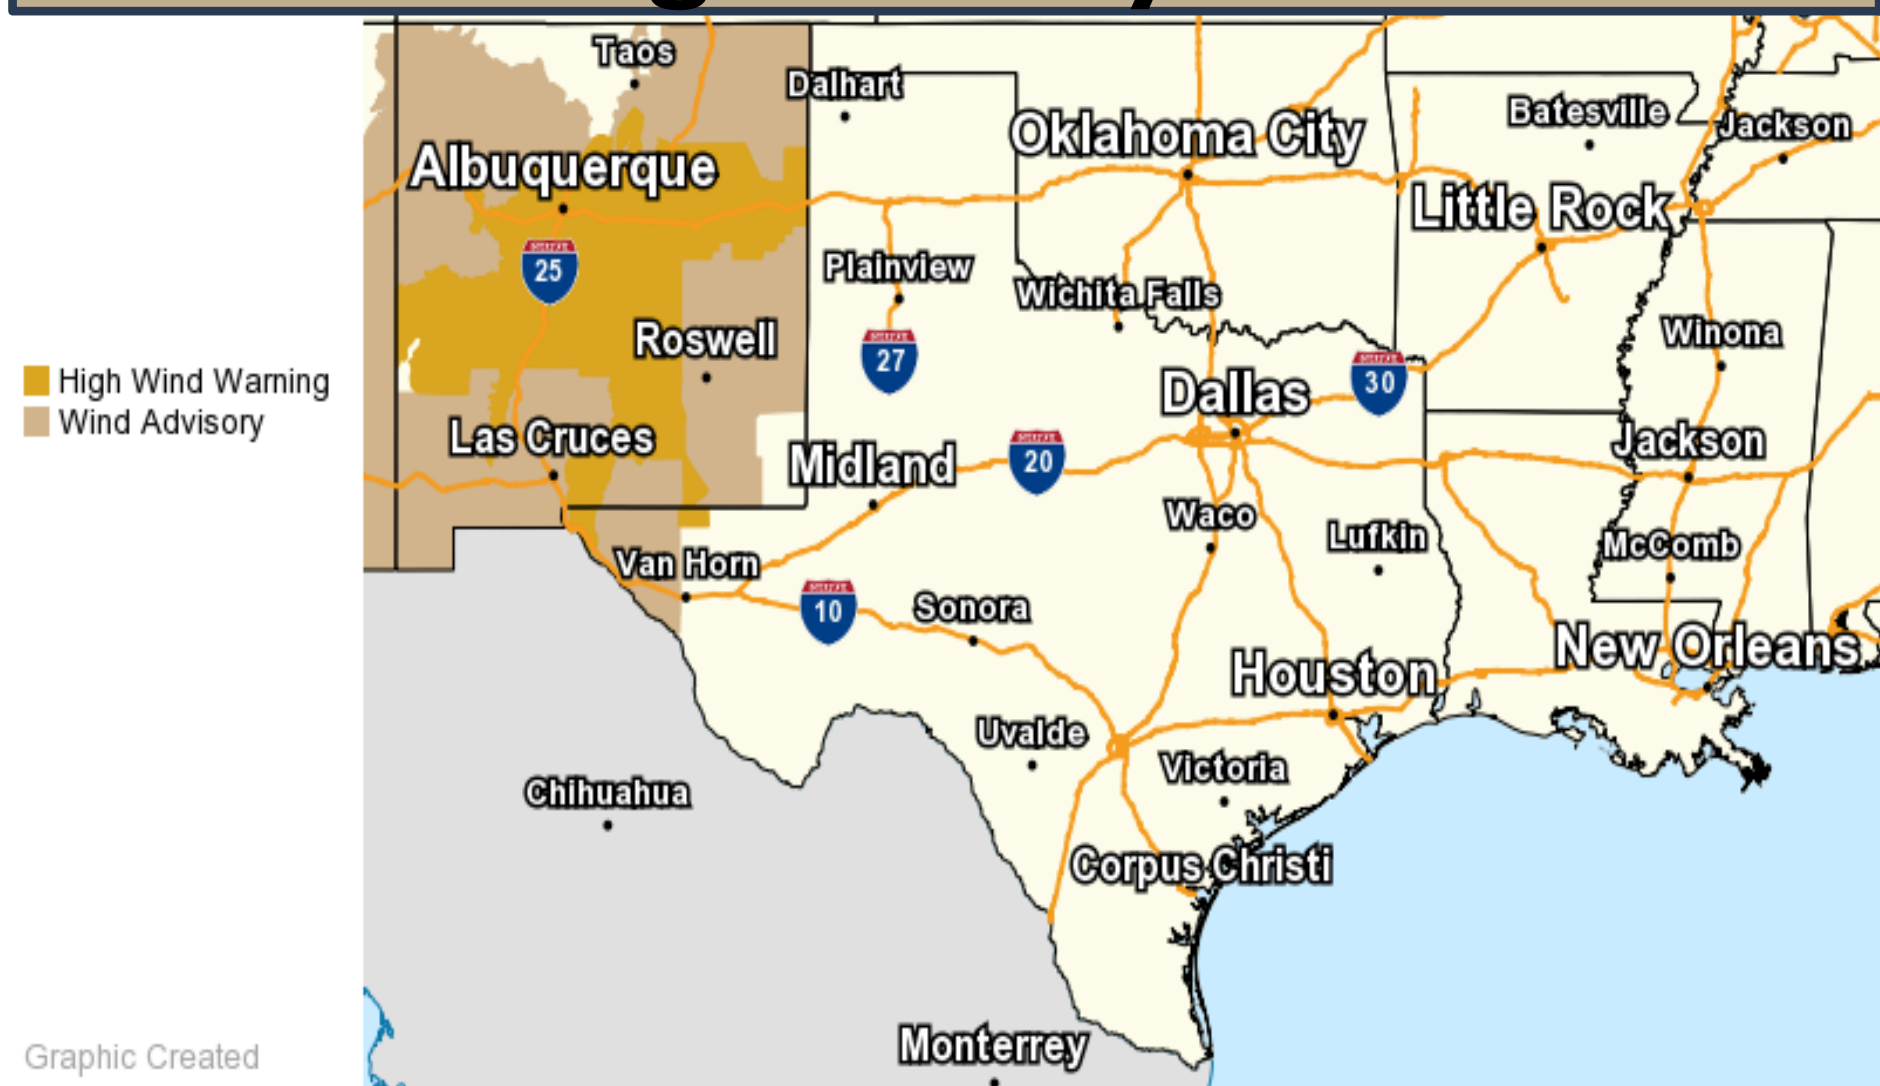 Taos
Dalhart
Batesville
Jackson
Oklahoma City
Albuquerque
Little Rock
25
Plainview
Wichita Falls
Roswell
27
Winona
High Wind Warning
Wind Advisory
30
Dallas
Las Cruces
Midland
20
Jackson
Waco
Lufkin
McComb
Van Horn
10
Sonora
New Orleans
Houston
Uvalde
Victoria
Chihuahua
Corpus Christi
Graphic Created
Monterrey